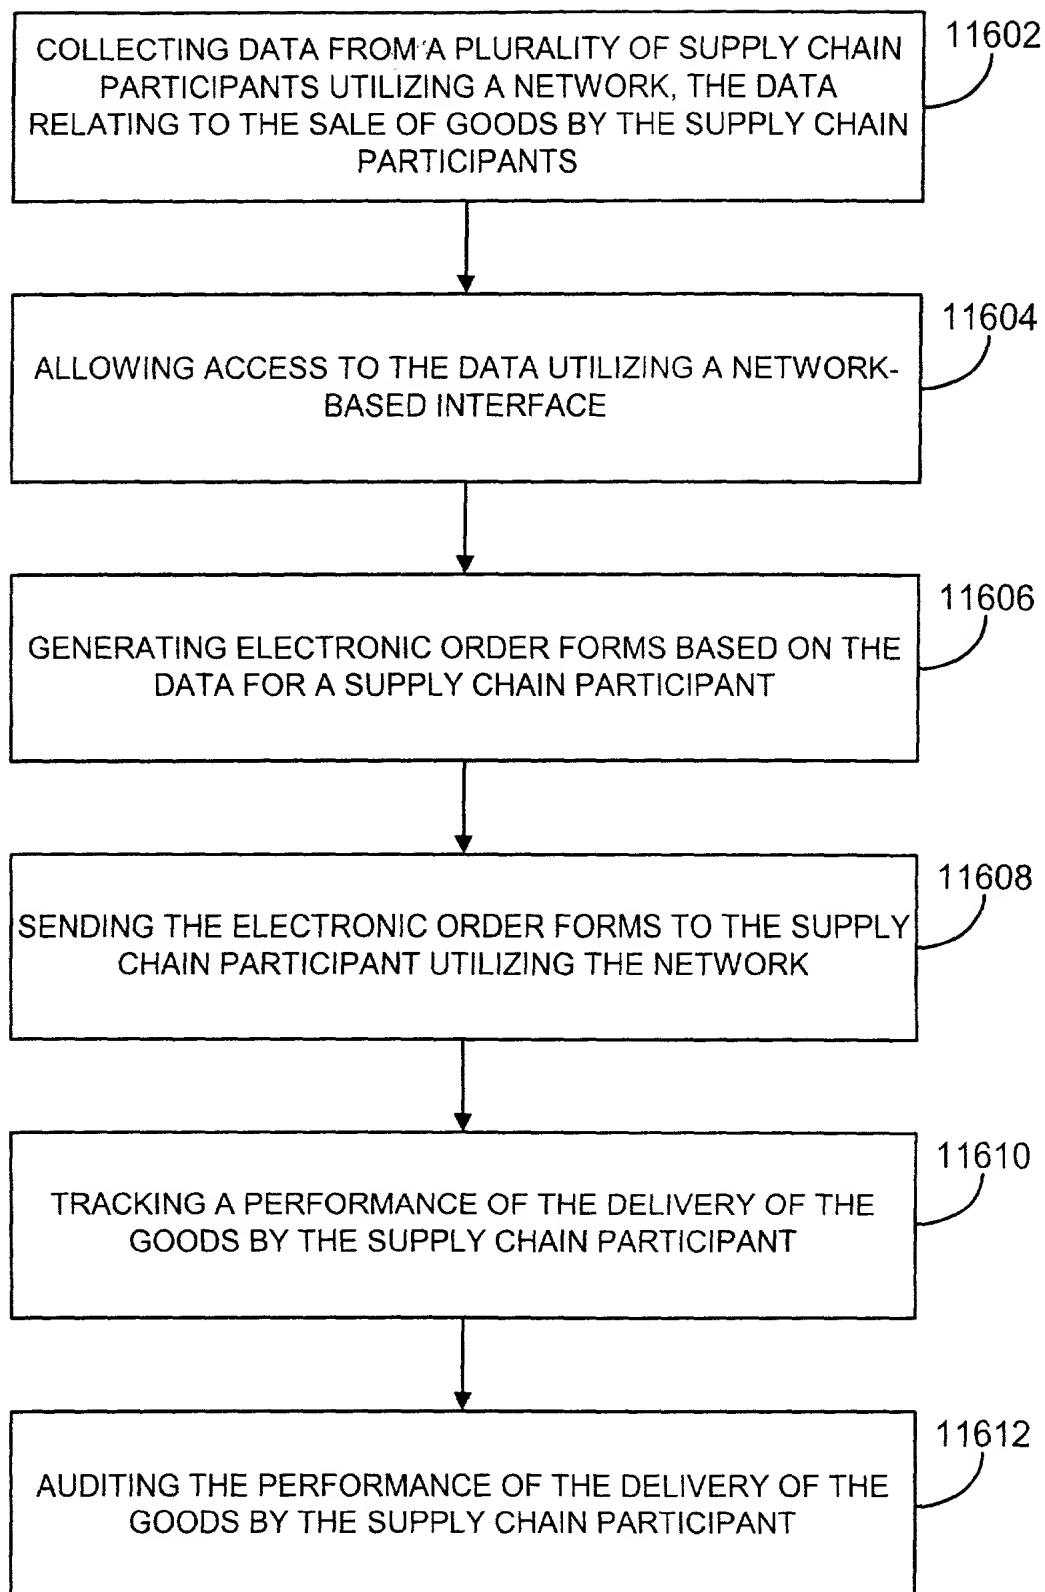 COLLECTING DATA FROM A PLURALITY OF SUPPLY CHAIN
PARTICIPANTS UTILIZING A NETWORK, THE DATA
RELATING TO THE SALE OF GOODS BY THE SUPPLY CHAIN
PARTICIPANTS
11602
ALLOWING ACCESS TO THE DATA UTILIZING A NETWORK-
BASED INTERFACE
11604
GENERATING ELECTRONIC ORDER FORMS BASED ON THE
DATA FOR A SUPPLY CHAIN PARTICIPANT
11606
SENDING THE ELECTRONIC ORDER FORMS TO THE SUPPLY
CHAIN PARTICIPANT UTILIZING THE NETWORK
11608
TRACKING A PERFORMANCE OF THE DELIVERY OF THE
GOODS BY THE SUPPLY CHAIN PARTICIPANT
11610
AUDITING THE PERFORMANCE OF THE DELIVERY OF THE
GOODS BY THE SUPPLY CHAIN PARTICIPANT
11612